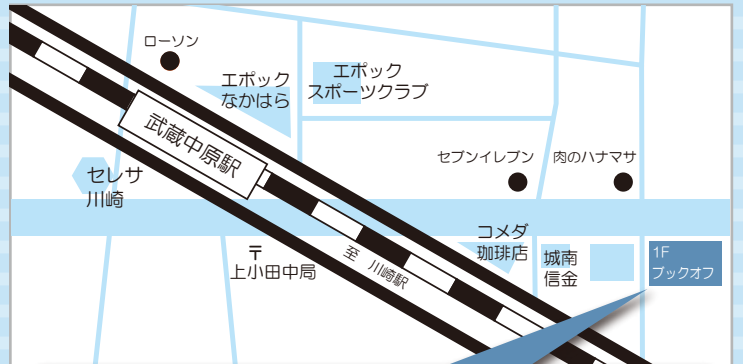 ローソン
エポック
なかはら
エポック
スポーツクラブ
武蔵中原駅
セブンイレブン
肉のハナマサ
セレサ
川崎
〒
上小田中局
至 川崎駅
コメダ
珈琲店
城南
信金
1F
ブックオフ